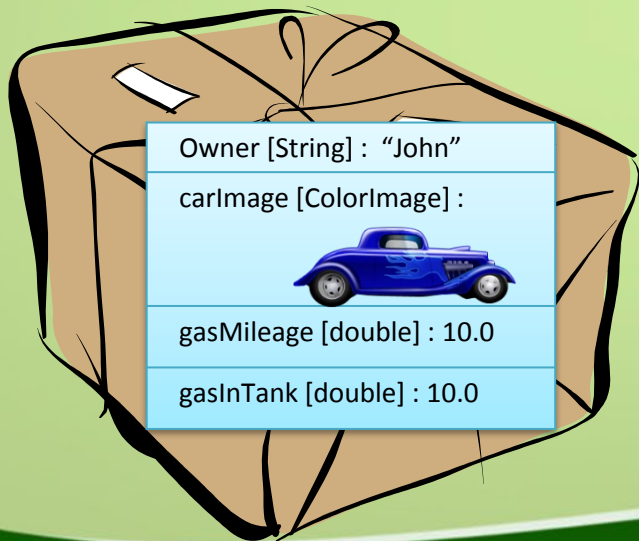 Owner [String] :  “John”
carImage [ColorImage] :
gasMileage [double] : 10.0
gasInTank [double] : 10.0